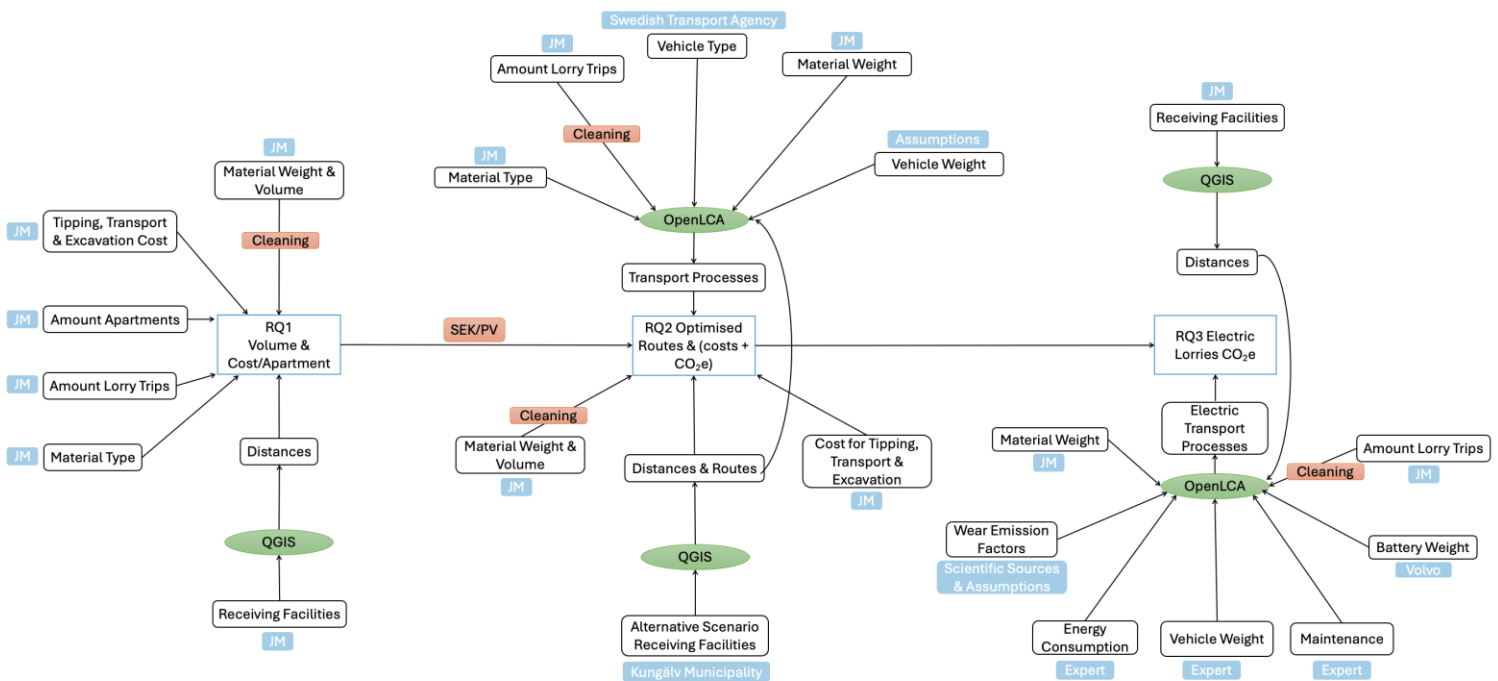 JM
Material Weight &
Volume
Cleaning
JM
Tipping, Transport
& Excavation Cost
JM
Amount Apartments
JM
Amount Lorry Trips
JM
Material Type
RQ1
Volume &
Cost/Apartment
Distances
QGIS
Receiving Facilities
JM
SEK/PV
Swedish Transport Agency
Vehicle Type
JM
Amount Lorry Trips
Cleaning
JM
Material Weight
JM
Material Type
Assumptions
Vehicle Weight
OpenLCA
Transport Processes
RQ2 Optimised
Routes & (costs +
CO₂e)
Cleaning
Material Weight &
Volume
JM
Distances & Routes
Cost for Tipping,
Transport &
Excavation
JM
QGIS
Alternative Scenario
Receiving Facilities
Kungälv Municipality
JM
Receiving Facilities
QGIS
Distances
RQ3 Electric
Lorries CO₂e
Electric
Transport
Processes
Material Weight
JM
Amount Lorry Trips
JM
Cleaning
OpenLCA
Wear Emission
Factors
Scientific Sources
& Assumptions
Battery Weight
Volvo
Energy
Consumption
Expert
Vehicle Weight
Expert
Maintenance
Expert